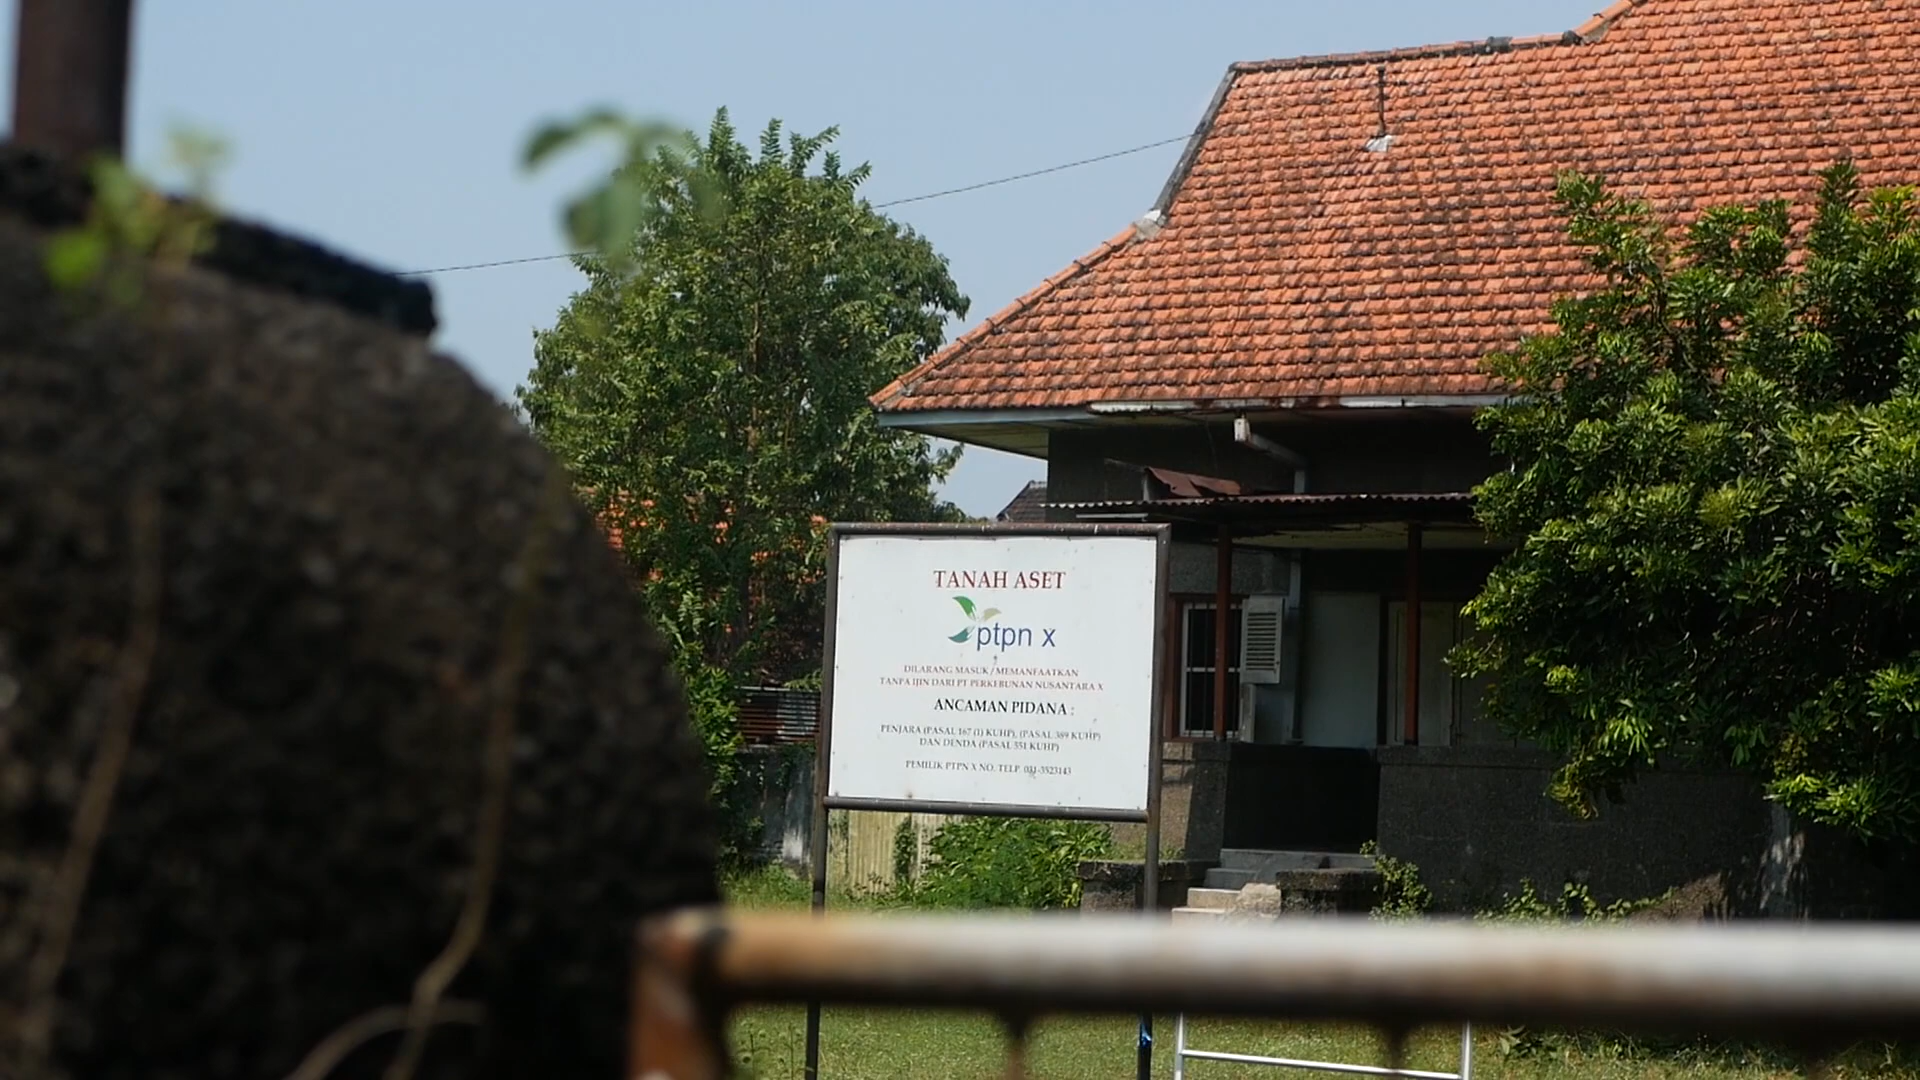 TANAH ASET
ptpn x
DILARANG MASUK / MEMANFAATKAN
TANPA IJIN DARI PT PERKEBUNAN NUSANTARA X
ANCAMAN PIDANA :
PENJARA (PASAL 167 (1) KUHP), (PASAL 389 KUHP)
DAN DENDA (PASAL 551 KUHP)
PEMILIK PTPN X NO. TELP. 031-3523143